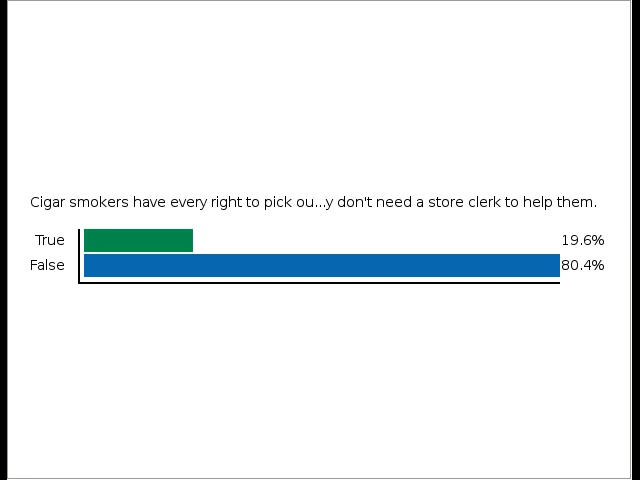 Cigar smokers have every right to pick ou...y don't need a store clerk to help them.
True 19.6%
False 80.4%